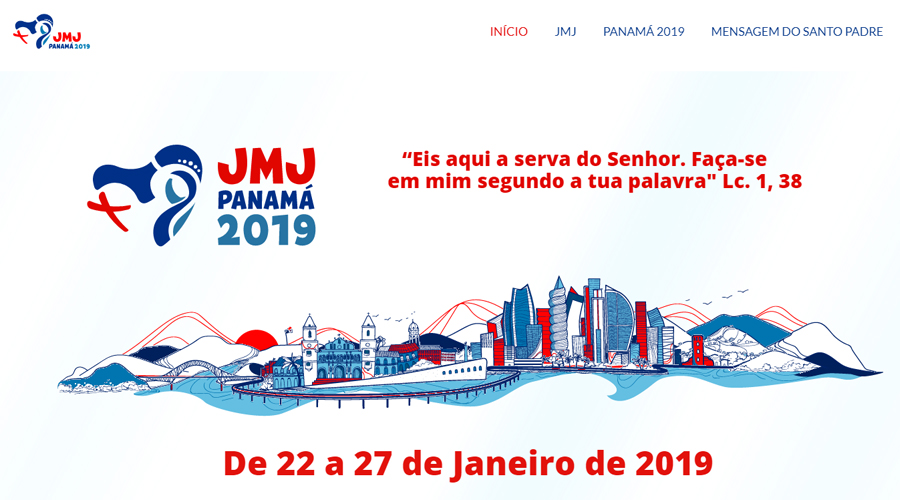 JMJ
PANAMÁ 2019
INÍCIO JMJ PANAMÁ 2019 MENSAGEM DO SANTO PADRE
JMJ
PANAMÁ
2019
“Eis aqui a serva do Senhor. Faça-se
em mim segundo a tua palavra" Lc. 1, 38
De 22 a 27 de Janeiro de 2019